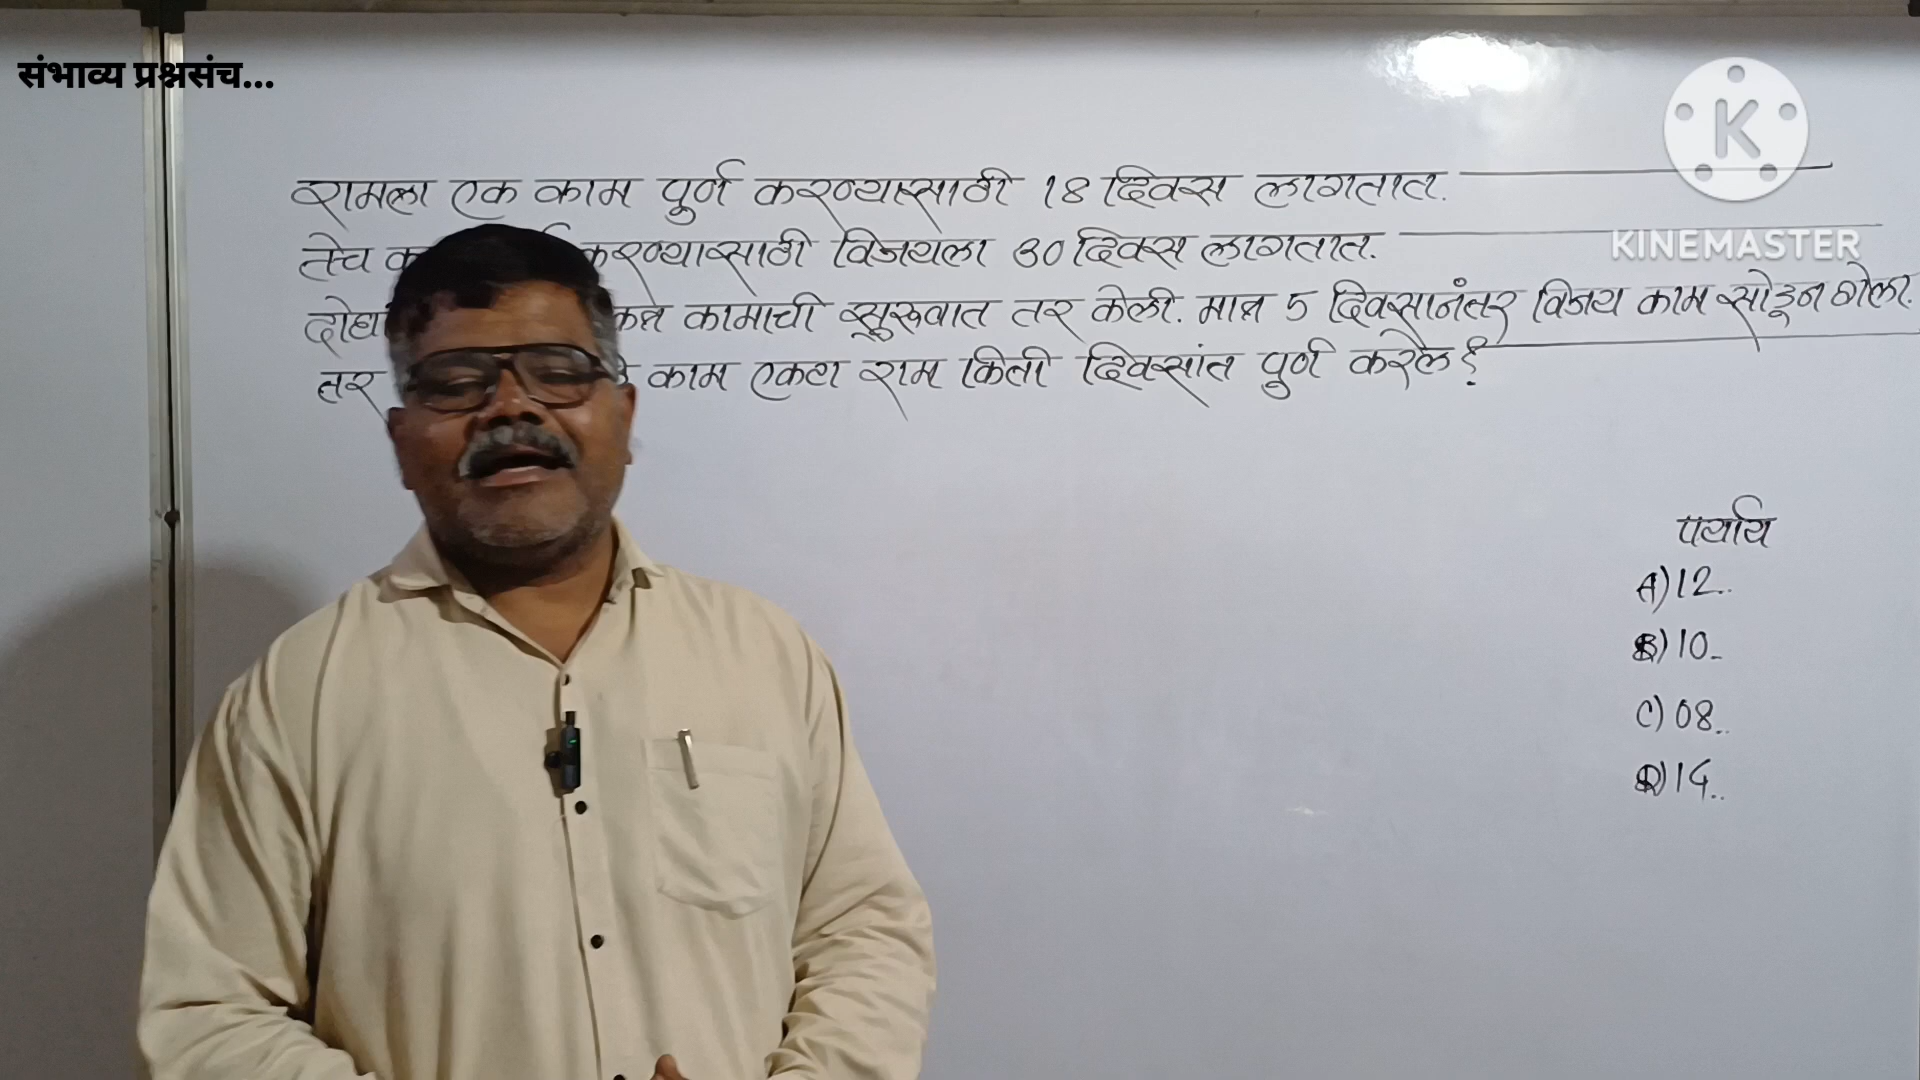 संभाव्य प्रश्नसंच...
KINEMASTER
रामला एक काम पुर्ण करण्यासाठी 18 दिवस लागतात.
तेच करण्यासाठी विजयला 30 दिवस लागतात.
कामाची सुरुवात तर केली. मात्र 5 दिवसानंतर विजय काम सोडून गेला.
तर काम एकटा राम किती दिवसांत पुर्ण करेल?
पर्याय
A) 12..
B) 10..
C) 08..
D) 14..